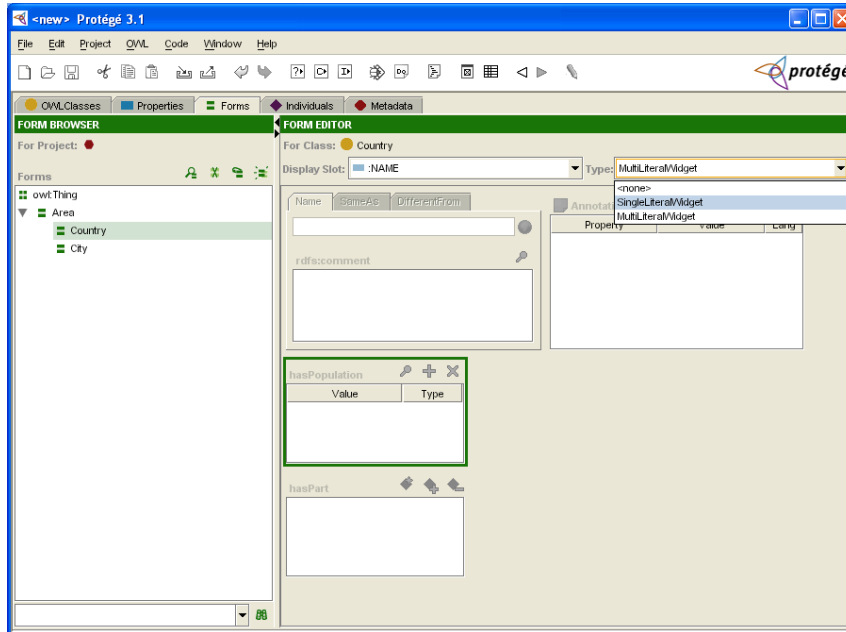 <new> Protégé 3.1
File Edit Project OWL Code Window Help
protégé
OWLClasses Properties Forms Individuals Metadata
FORM BROWSER
FORM EDITOR
For Project:
For Class: Country
Display Slot: :NAME Type: MultiLiteralWidget
<none>
SingleLiteralWidget
MultiLiteralWidget
Forms
owl:Thing
Area
Country
City
Name SameAs DifferentFrom
Annotati
Property Value Lang
rdfs:comment
hasPopulation
Value Type
hasPart